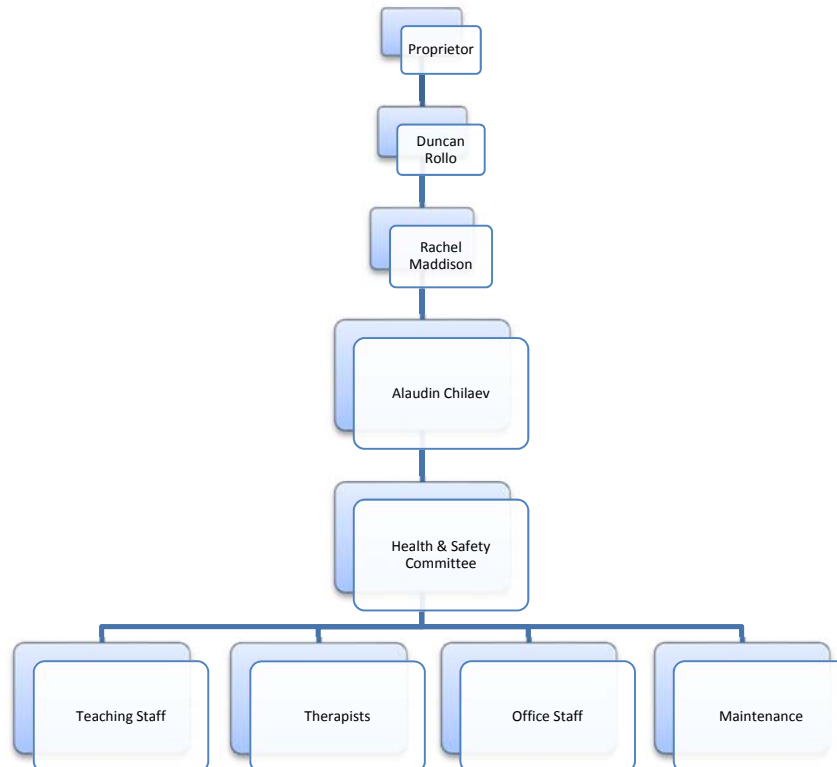 Proprietor
Duncan
Rollo
Rachel
Maddison
Alaudin Chilaev
Health & Safety
Committee
Teaching Staff
Therapists
Office Staff
Maintenance